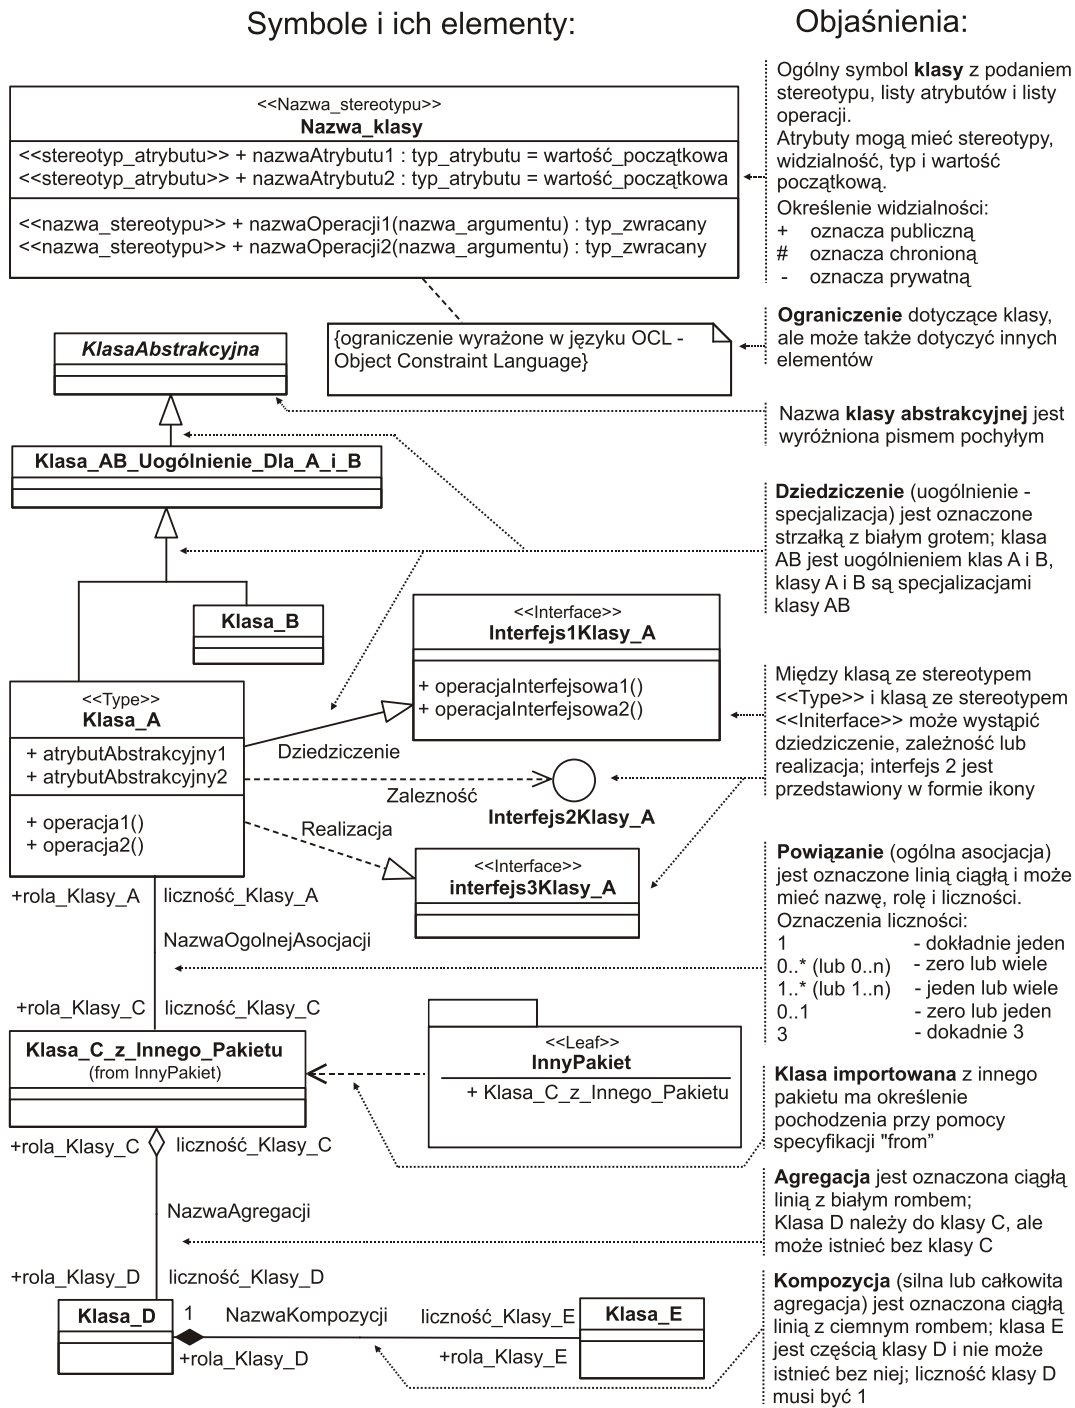 Symbole i ich elementy:
Objaśnienia:
<<Nazwa_stereotypu>>
Nazwa_klasy
<<stereotyp_atrybutu>> + nazwaAtrybutu1 : typ_atrybutu = wartość_początkowa
<<stereotyp_atrybutu>> + nazwaAtrybutu2 : typ_atrybutu = wartość_początkowa
<<nazwa_stereotypu>> + nazwaOperacji1(nazwa_argumentu) : typ_zwracany
<<nazwa_stereotypu>> + nazwaOperacji2(nazwa_argumentu) : typ_zwracany
Ogólny symbol klasy z podaniem
stereotypu, listy atrybutów i listy
operacji.
Atrybuty mogą mieć stereotypy,
widzialność, typ i wartość
początkową.
Określenie widzialności:
+ oznacza publiczną
# oznacza chronioną
- oznacza prywatną
{ograniczenie wyrażone w języku OCL -
Object Constraint Language}
Ograniczenie dotyczące klasy,
ale może także dotyczyć innych
elementów
KlasaAbstrakcyjna
Nazwa klasy abstrakcyjnej jest
wyróżniona pismem pochyłym
Klasa_AB_Uogólnienie_Dla_A_i_B
Dziedziczenie (uogólnienie -
specjalizacja) jest oznaczone
strzałką z białym grotem; klasa
AB jest uogólnieniem klas A i B,
klasy A i B są specjalizacjami
klasy AB
Klasa_B
<<Interface>>
Interfejs1Klasy_A
+ operacjaInterfejsowa1()
+ operacjaInterfejsowa2()
<<Type>>
Klasa_A
+ atrybutAbstrakcyjny1
+ atrybutAbstrakcyjny2
+ operacja1()
+ operacja2()
Dziedziczenie
Zalezność
Interfejs2Klasy_A
Realizacja
<<Interface>>
interfejs3Klasy_A
Między klasą ze stereotypem
<<Type>> i klasą ze stereotypem
<<Initerface>> może wystąpić
dziedziczenie, zależność lub
realizacja; interfejs 2 jest
przedstawiony w formie ikony
+rola_Klasy_A
liczność_Klasy_A
NazwaOgolnejAsocjacji
+rola_Klasy_C
liczność_Klasy_C
Powiązanie (ogólna asocjacja)
jest oznaczone linią ciągłą i może
mieć nazwę, rolę i liczności.
Oznaczenia liczności:
1 - dokładnie jeden
0..* (lub 0..n) - zero lub wiele
1..* (lub 1..n) - jeden lub wiele
0..1 - zero lub jeden
3 - dokadnie 3
Klasa_C_z_Innego_Pakietu
(from InnyPakiet)
<<Leaf>>
InnyPakiet
+ Klasa_C_z_Innego_Pakietu
Klasa importowana z innego
pakietu ma określenie
pochodzenia przy pomocy
specyfikacji "from”
+rola_Klasy_C
liczność_Klasy_C
NazwaAgregacji
+rola_Klasy_D
liczność_Klasy_D
Agregacja jest oznaczona ciągłą
linią z białym rombem;
Klasa D należy do klasy C, ale
może istnieć bez klasy C
Klasa_D
1
NazwaKompozycji
liczność_Klasy_E
+rola_Klasy_D
+rola_Klasy_E
Klasa_E
Kompozycja (silna lub całkowita
agregacja) jest oznaczona ciągłą
linią z ciemnym rombem; klasa E
jest częścią klasy D i nie może
istnieć bez niej; liczność klasy D
musi być 1